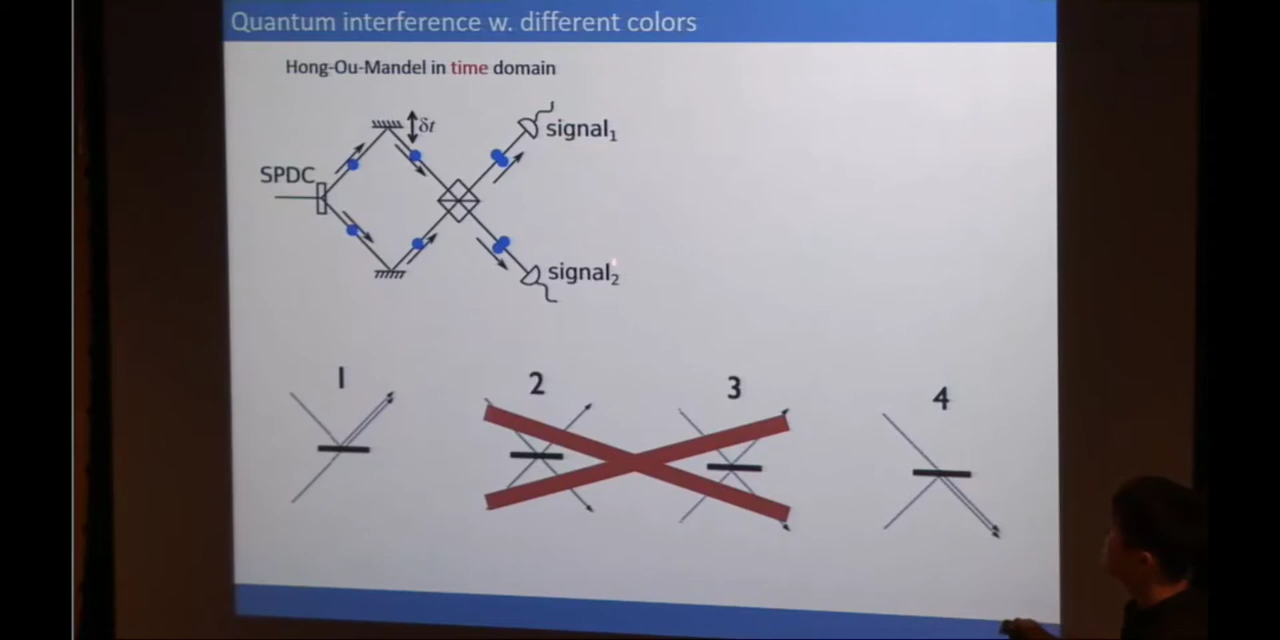 Quantum interference w. different colors
Hong-Ou-Mandel in time domain
δt
signal₁
SPDC
signal₂
1 2 3 4